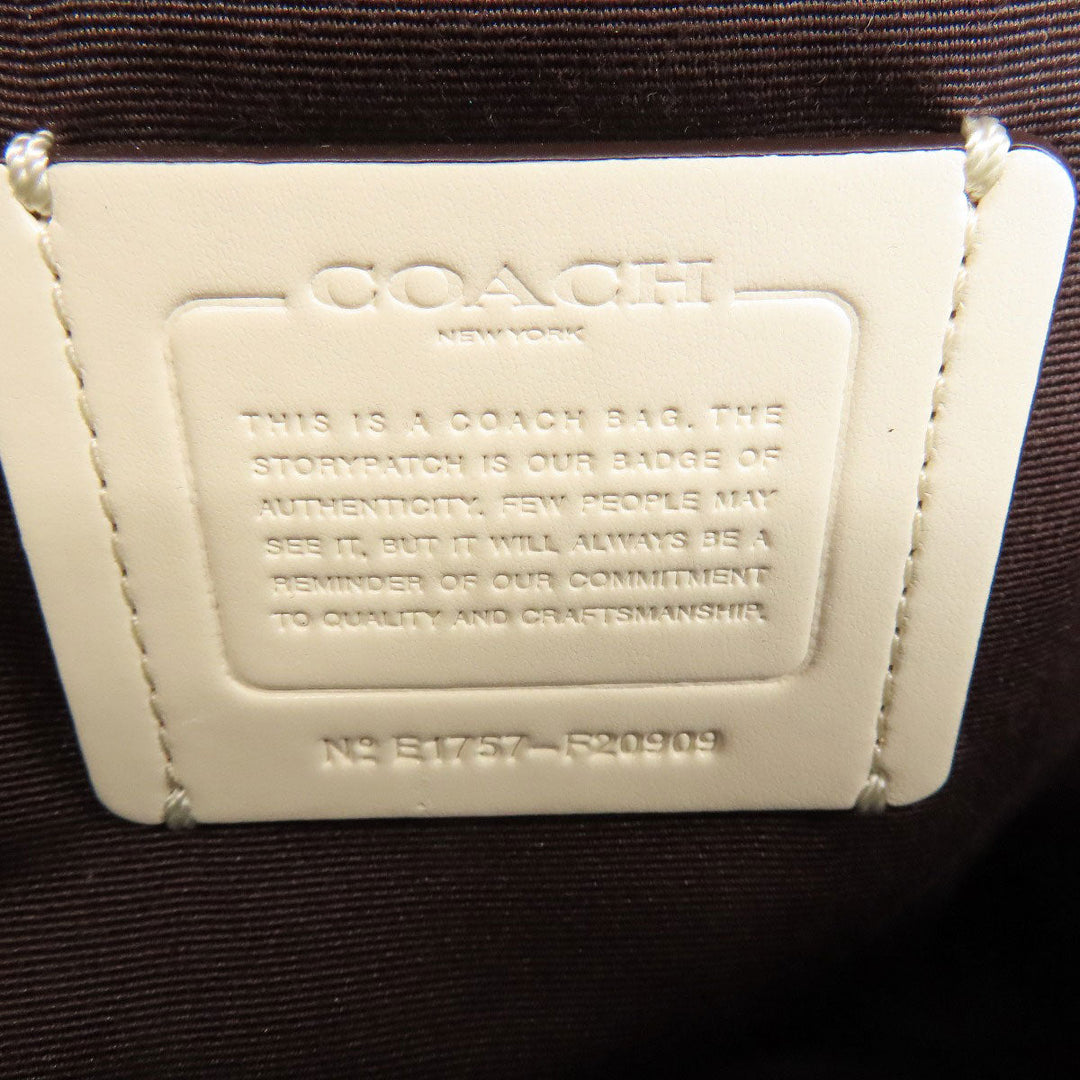 COACH
NEW YORK
THIS IS A COACH BAG. THE
STORYPATCH IS OUR BADGE OF
AUTHENTICITY. FEW PEOPLE MAY
SEE IT, BUT IT WILL ALWAYS BE A
REMINDER OF OUR COMMITMENT
TO QUALITY AND CRAFTSMANSHIP.
Nº E1757-F20909